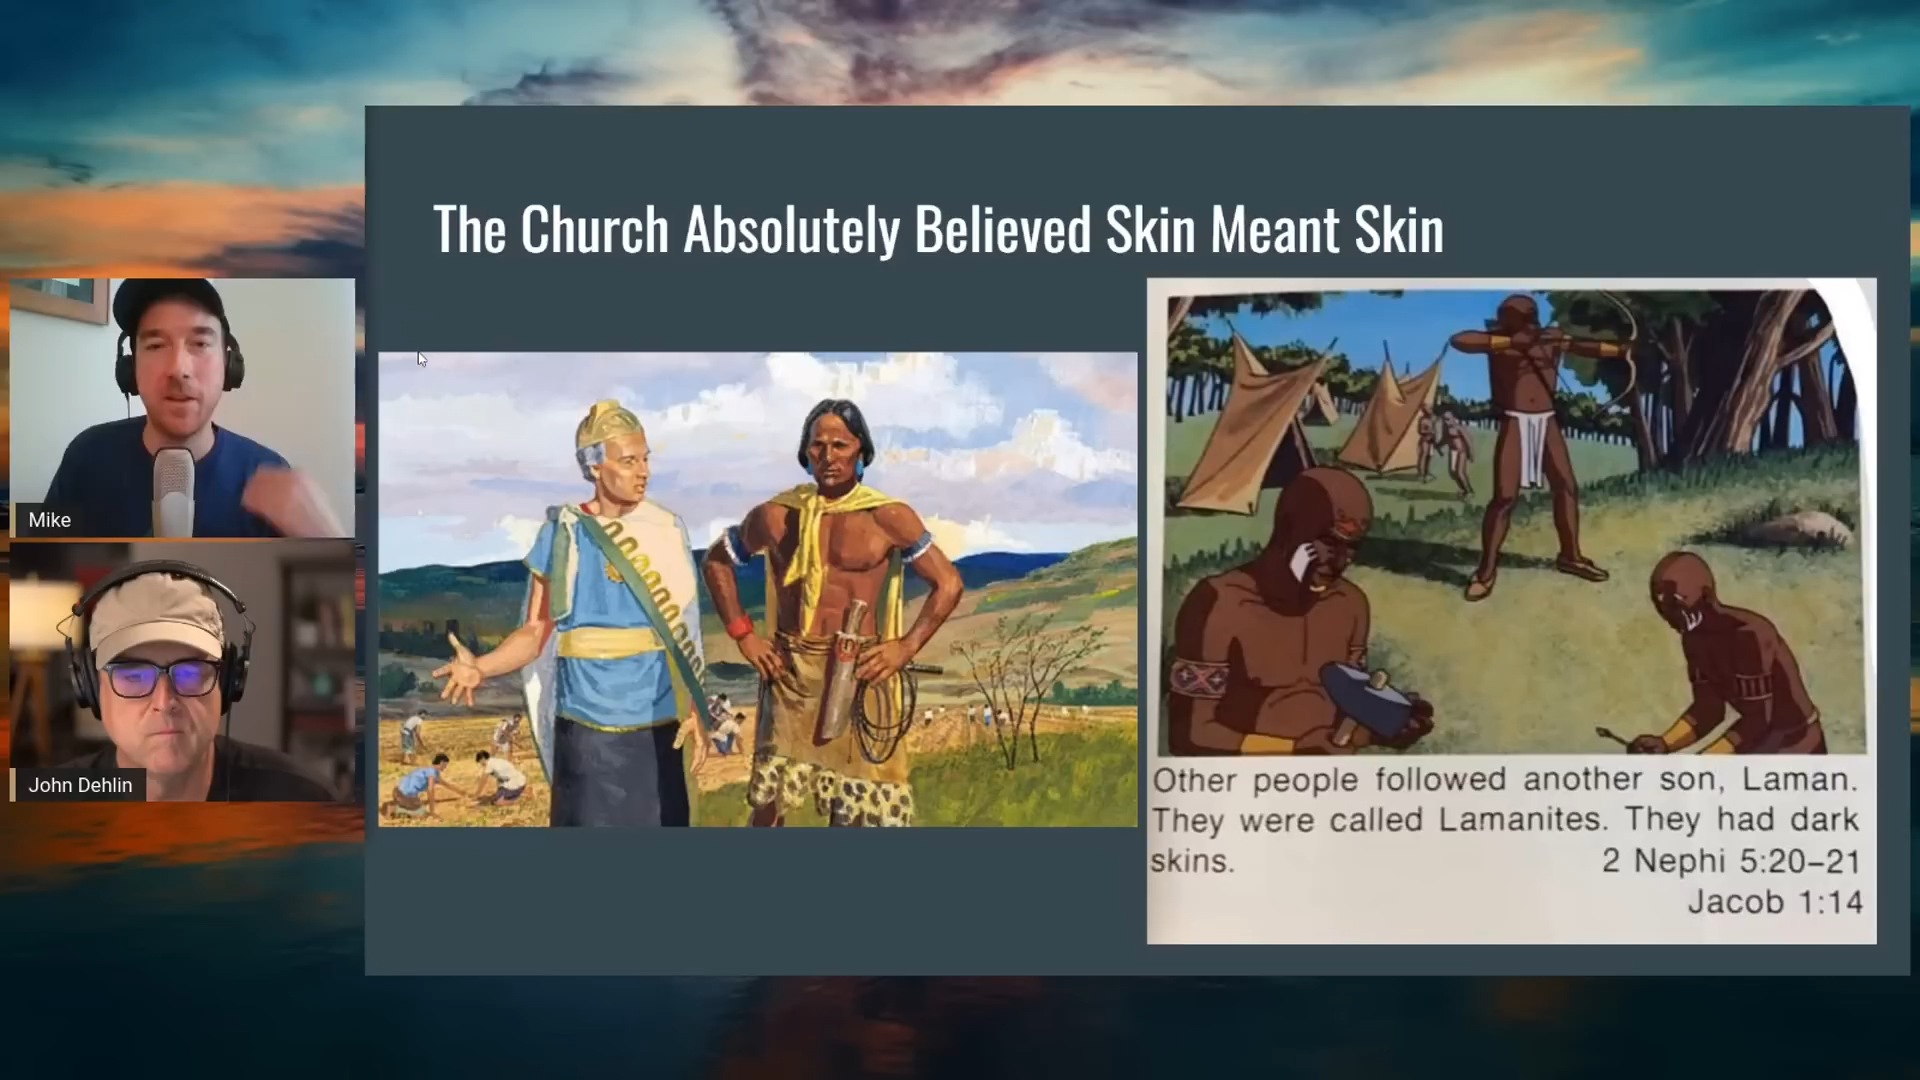 The Church Absolutely Believed Skin Meant Skin
Mike
John Dehlin
Other people followed another son, Laman.
They were called Lamanites. They had dark
skins. 2 Nephi 5:20–21
Jacob 1:14